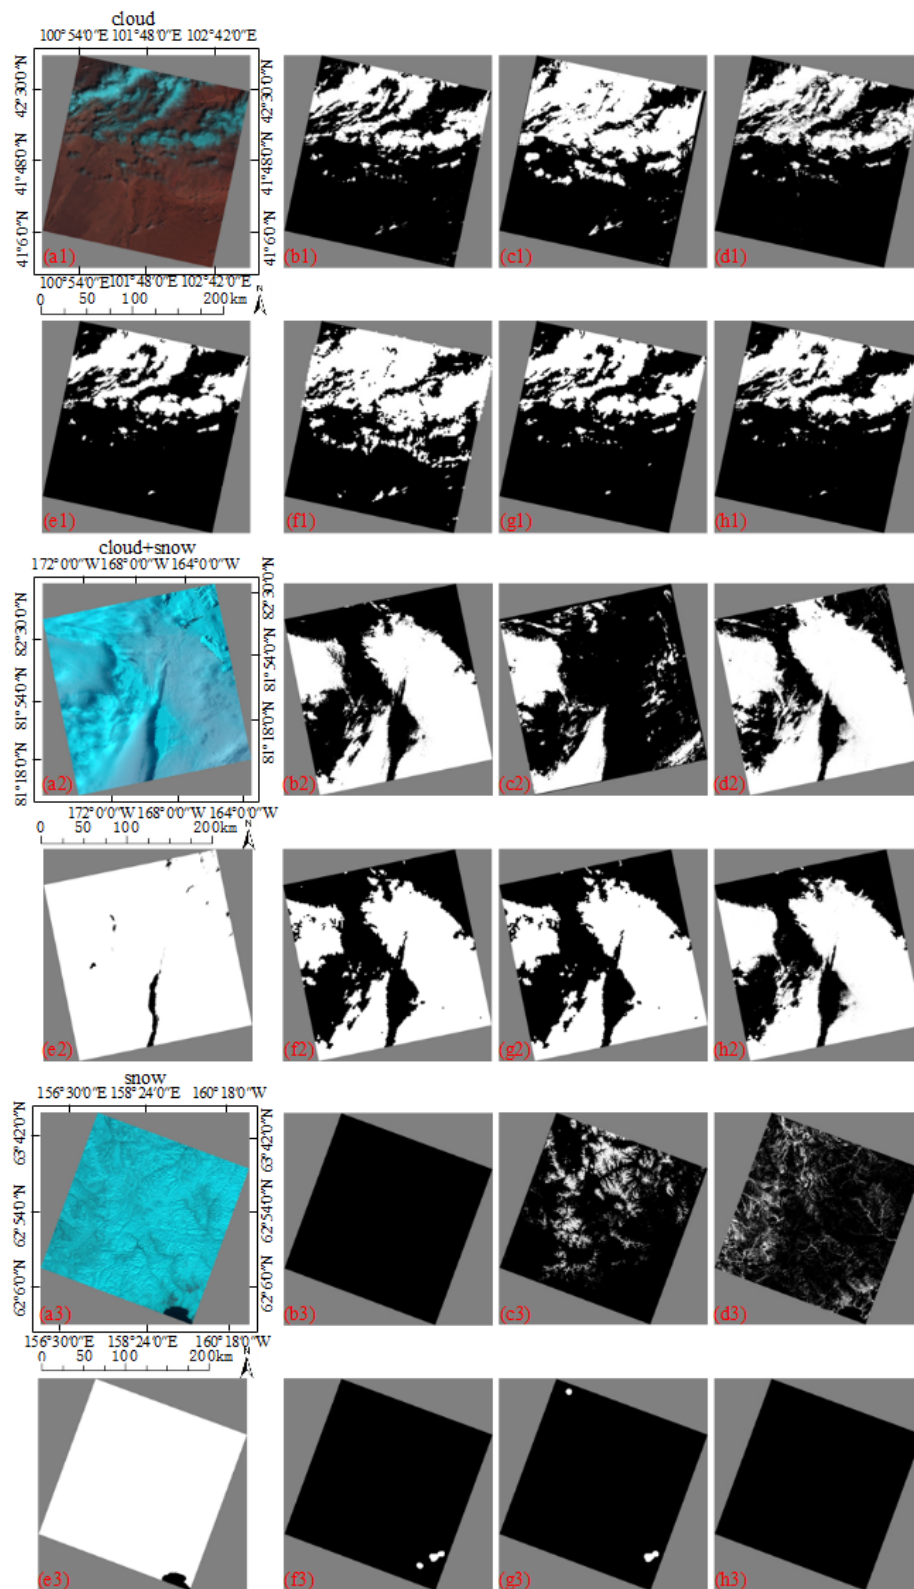 cloud
100°54′0″E 101°48′0″E 102°42′0″E
42°30′0″N 42°30′0″N
41°48′0″N 41°48′0″N
41°6′0″N 41°6′0″N
(a1) (b1) (c1) (d1)
100°54′0″E 101°48′0″E 102°42′0″E
0 50 100 200 km N
(e1) (f1) (g1) (h1)
cloud+snow
172°0′0″W 168°0′0″W 164°0′0″W
82°30′0″N 82°30′0″N
81°54′0″N 81°54′0″N
81°18′0″N 81°18′0″N
(a2) (b2) (c2) (d2)
172°0′0″W 168°0′0″W 164°0′0″W
0 50 100 200 km N
(e2) (f2) (g2) (h2)
snow
156°30′0″E 158°24′0″E 160°18′0″W
63°42′0″N 63°42′0″N
62°54′0″N 62°54′0″N
62°6′0″N 62°6′0″N
(a3) (b3) (c3) (d3)
156°30′0″E 158°24′0″E 160°18′0″W
0 50 100 200 km N
(e3) (f3) (g3) (h3)